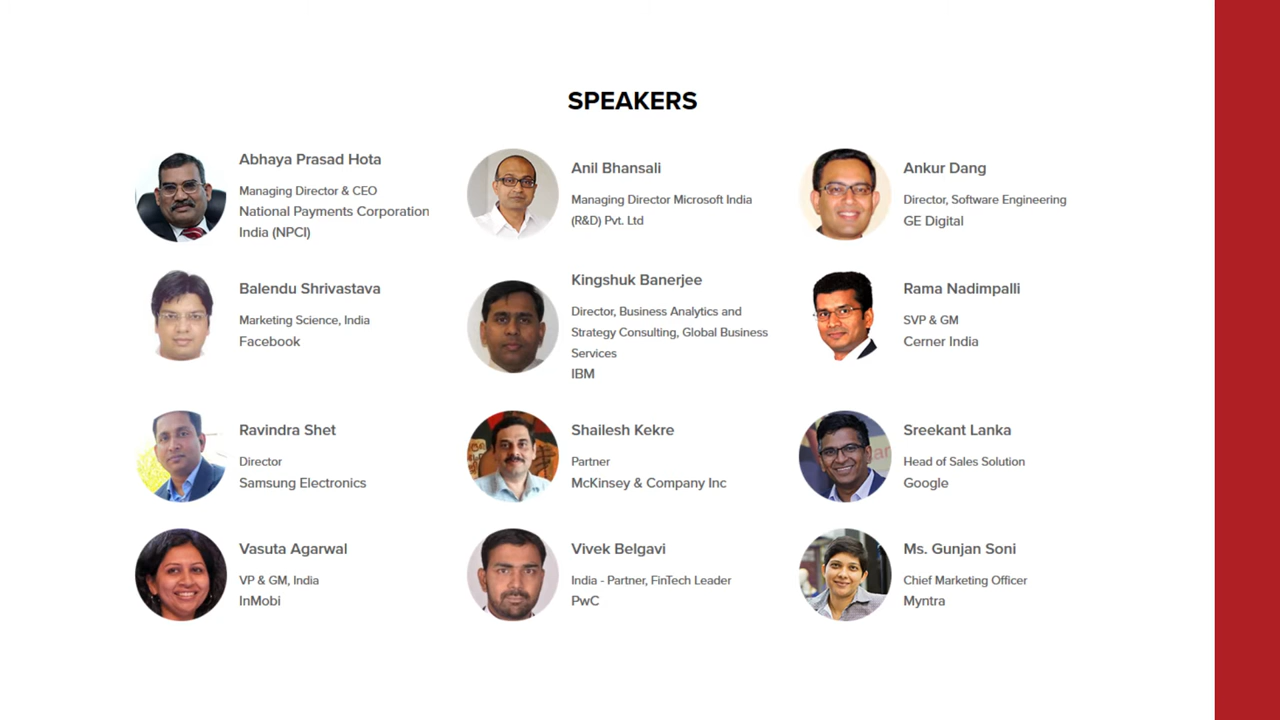 SPEAKERS
Abhaya Prasad Hota
Managing Director & CEO
National Payments Corporation
India (NPCI)
Anil Bhansali
Managing Director Microsoft India
(R&D) Pvt. Ltd
Ankur Dang
Director, Software Engineering
GE Digital
Balendu Shrivastava
Marketing Science, India
Facebook
Kingshuk Banerjee
Director, Business Analytics and
Strategy Consulting, Global Business
Services
IBM
Rama Nadimpalli
SVP & GM
Cerner India
Ravindra Shet
Director
Samsung Electronics
Shailesh Kekre
Partner
McKinsey & Company Inc
Sreekant Lanka
Head of Sales Solution
Google
Vasuta Agarwal
VP & GM, India
InMobi
Vivek Belgavi
India - Partner, FinTech Leader
PwC
Ms. Gunjan Soni
Chief Marketing Officer
Myntra